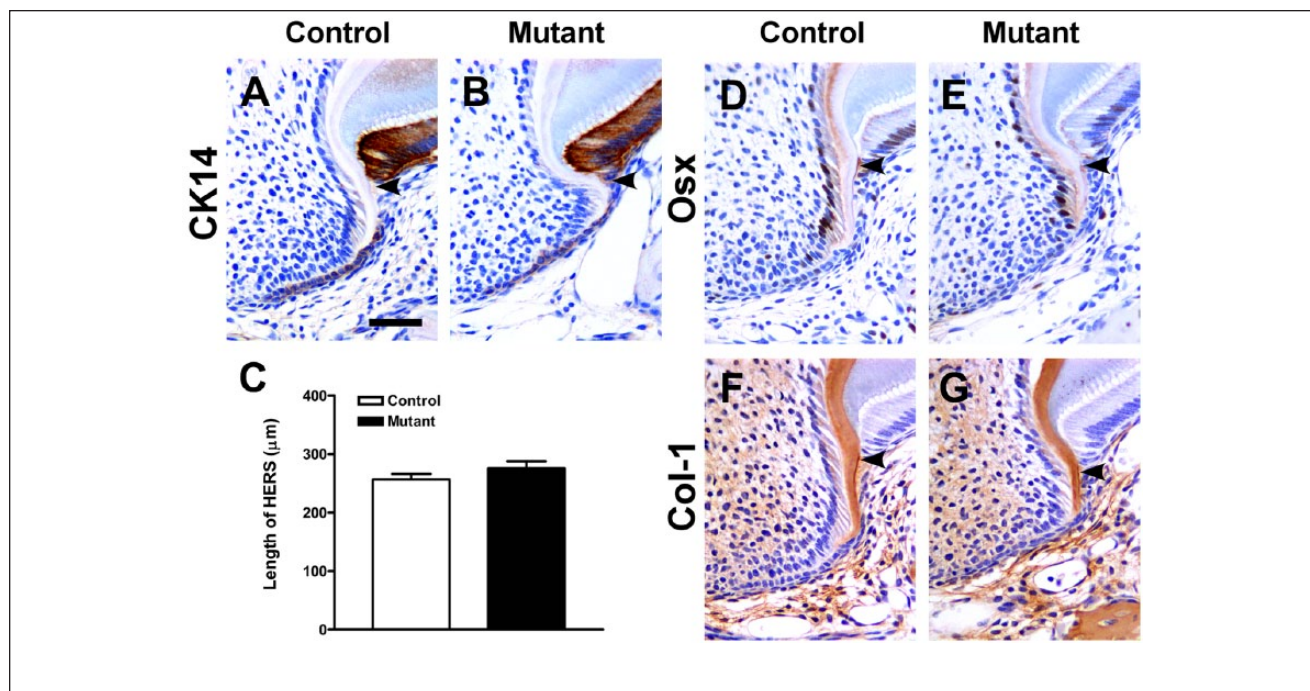 Control Mutant Control Mutant
A B D E
CK14 Osx
C
400
300
200
100
0
Length of HERS (μm)
Control
Mutant
F G
Col-1